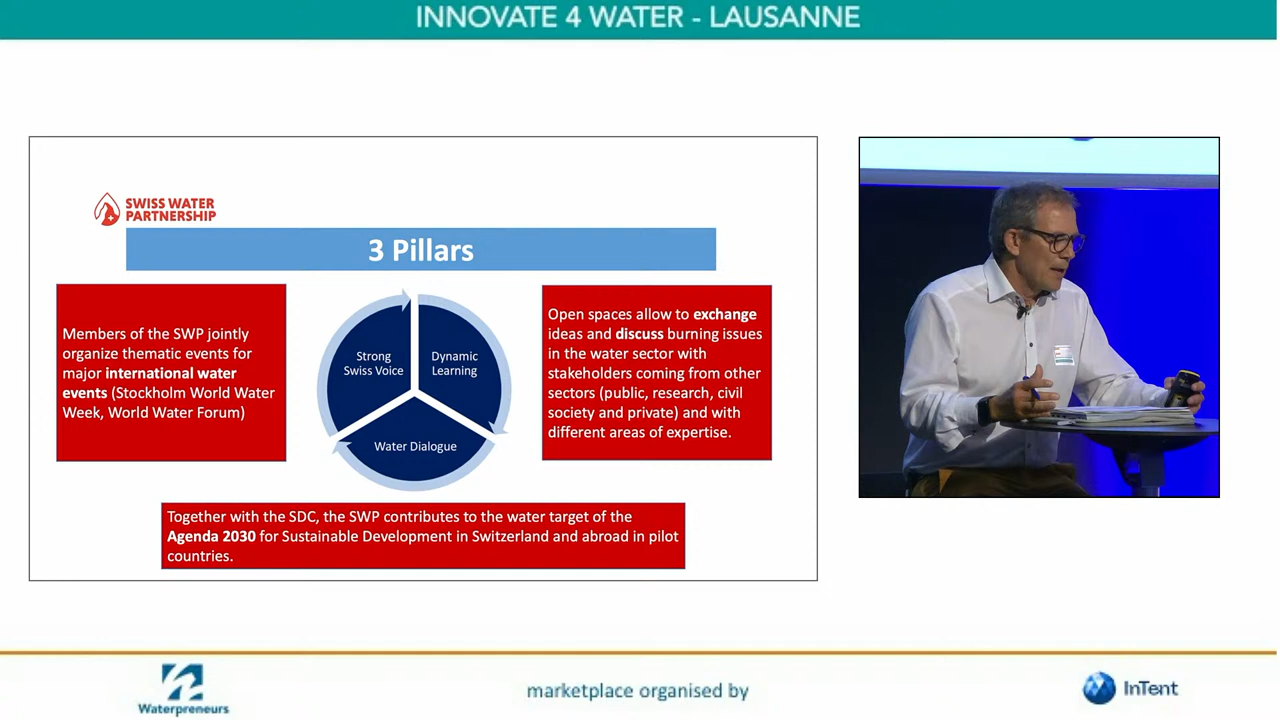 INNOVATE 4 WATER - LAUSANNE
SWISS WATER
PARTNERSHIP
3 Pillars
Members of the SWP jointly
organize thematic events for
major international water
events (Stockholm World Water
Week, World Water Forum)
Strong
Swiss Voice
Dynamic
Learning
Water Dialogue
Open spaces allow to exchange
ideas and discuss burning issues
in the water sector with
stakeholders coming from other
sectors (public, research, civil
society and private) and with
different areas of expertise.
Together with the SDC, the SWP contributes to the water target of the
Agenda 2030 for Sustainable Development in Switzerland and abroad in pilot
countries.
Waterpreneurs
marketplace organised by
InTent